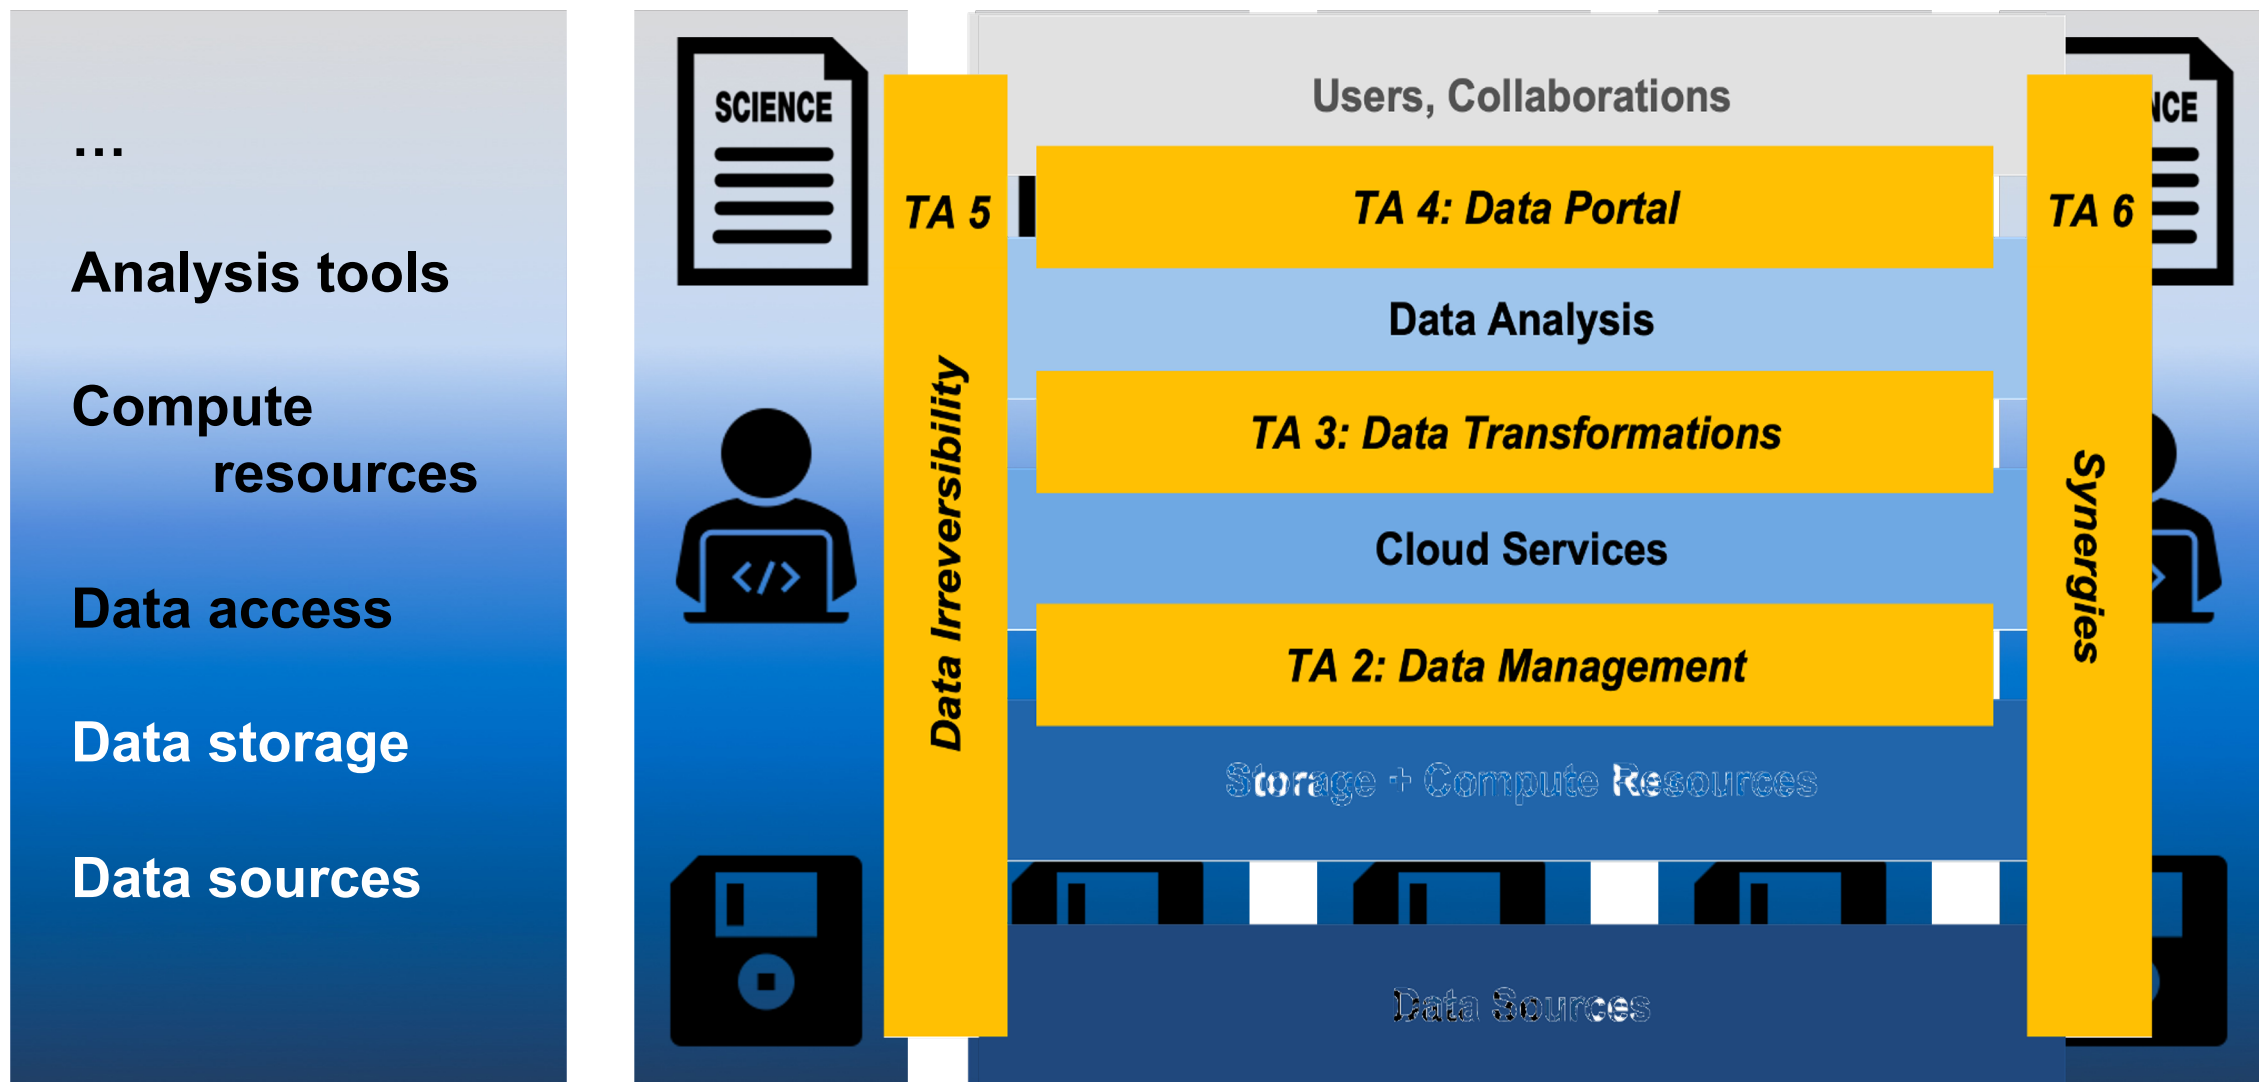 …
Analysis tools
Compute
resources
Data access
Data storage
Data sources
SCIENCE
</>
TA 5
Data Irreversibility
Users, Collaborations
TA 4: Data Portal
Data Analysis
TA 3: Data Transformations
Cloud Services
TA 2: Data Management
Storage + Compute Resources
Data Sources
TA 6
Synergies
NCE
>